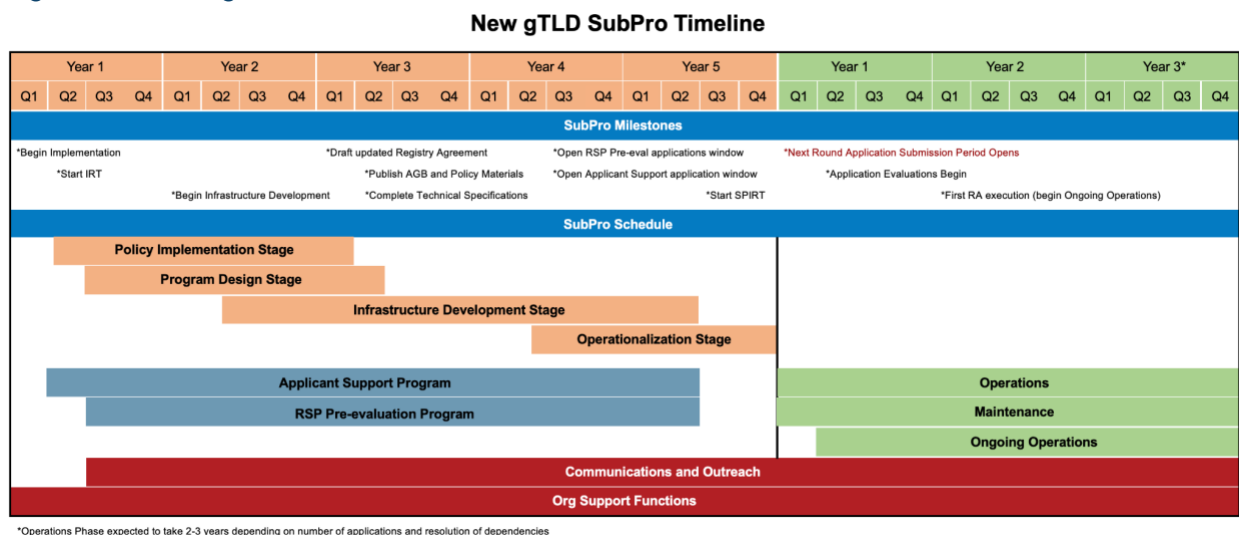 New gTLD SubPro Timeline
Year 1 Year 2 Year 3 Year 4 Year 5 Year 1 Year 2 Year 3*
Q1 Q2 Q3 Q4 Q1 Q2 Q3 Q4 Q1 Q2 Q3 Q4 Q1 Q2 Q3 Q4 Q1 Q2 Q3 Q4 Q1 Q2 Q3 Q4 Q1 Q2 Q3 Q4 Q1 Q2 Q3 Q4
SubPro Milestones
*Begin Implementation *Draft updated Registry Agreement *Open RSP Pre-eval applications window *Next Round Application Submission Period Opens
*Start IRT *Publish AGB and Policy Materials *Open Applicant Support application window *Application Evaluations Begin
*Begin Infrastructure Development *Complete Technical Specifications *Start SPIRT *First RA execution (begin Ongoing Operations)
SubPro Schedule
Policy Implementation Stage
Program Design Stage
Infrastructure Development Stage
Operationalization Stage
Applicant Support Program Operations
RSP Pre-evaluation Program Maintenance
Ongoing Operations
Communications and Outreach
Org Support Functions
*Operations Phase expected to take 2-3 years depending on number of applications and resolution of dependencies